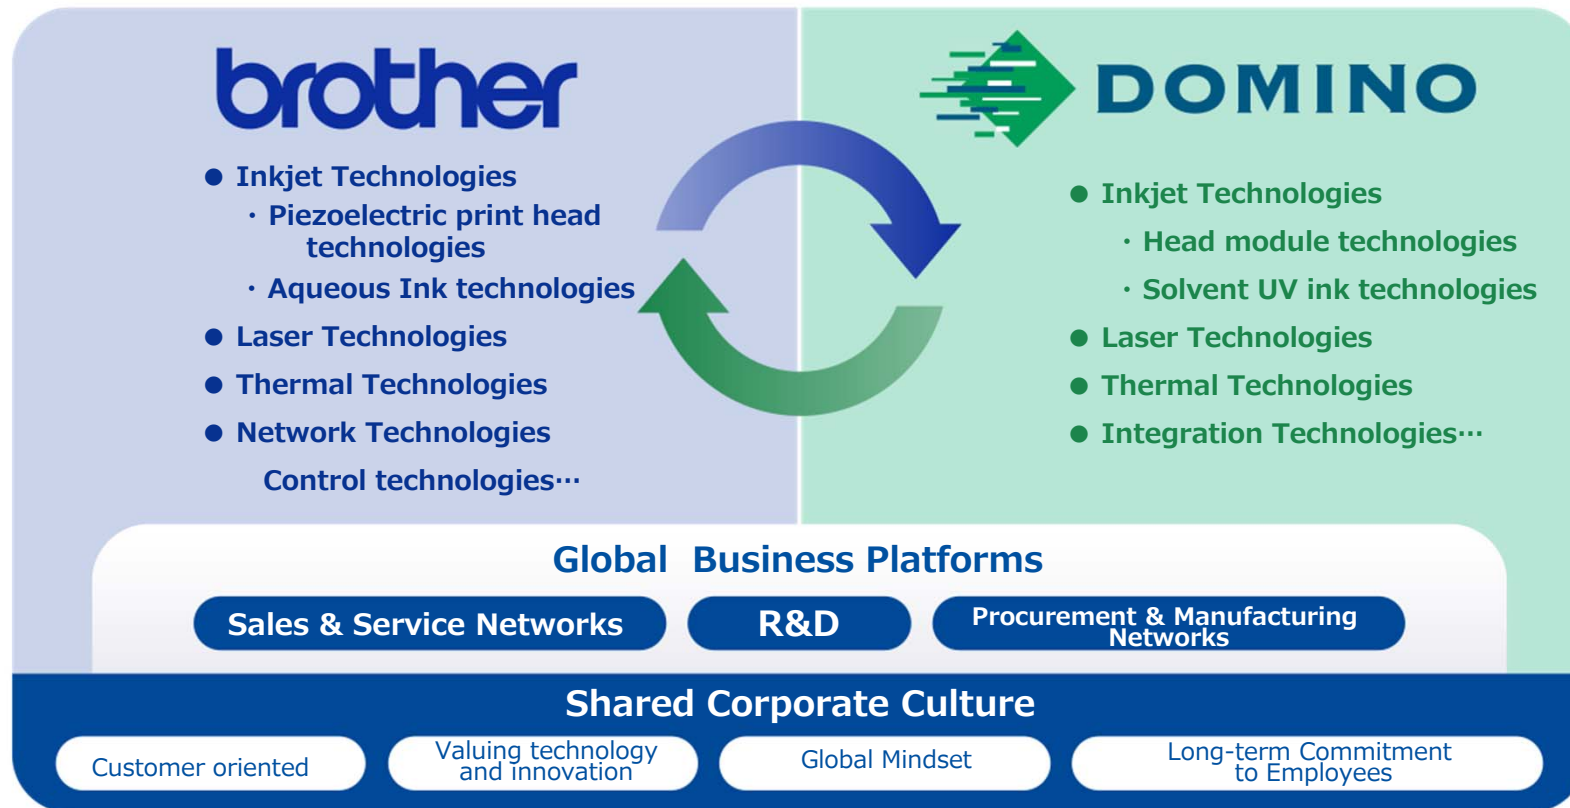 brother
● Inkjet Technologies
・Piezoelectric print head
technologies
・Aqueous Ink technologies
● Laser Technologies
● Thermal Technologies
● Network Technologies
Control technologies…
DOMINO
● Inkjet Technologies
・Head module technologies
・Solvent UV ink technologies
● Laser Technologies
● Thermal Technologies
● Integration Technologies…
Global Business Platforms
Sales & Service Networks
R&D
Procurement & Manufacturing
Networks
Shared Corporate Culture
Customer oriented
Valuing technology
and innovation
Global Mindset
Long-term Commitment
to Employees